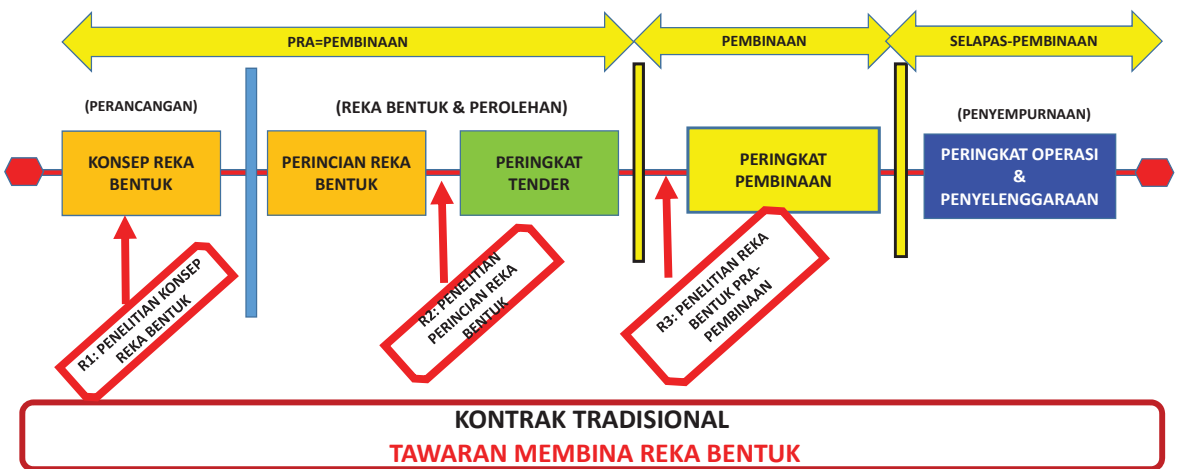 PRA=PEMBINAAN
PEMBINAAN
SELAPAS-PEMBINAAN
(PERANCANGAN)
(REKA BENTUK & PEROLEHAN)
(PENYEMPURNAAN)
KONSEP REKA
BENTUK
PERINCIAN REKA
BENTUK
PERINGKAT
TENDER
PERINGKAT
PEMBINAAN
PERINGKAT OPERASI
&
PENYELENGGARAAN
R1: PENELITIAN KONSEP
REKA BENTUK
R2: PENELITIAN
PERINCIAN REKA
BENTUK
R3: PENELITIAN REKA
BENTUK PRA-
PEMBINAAN
KONTRAK TRADISIONAL
TAWARAN MEMBINA REKA BENTUK